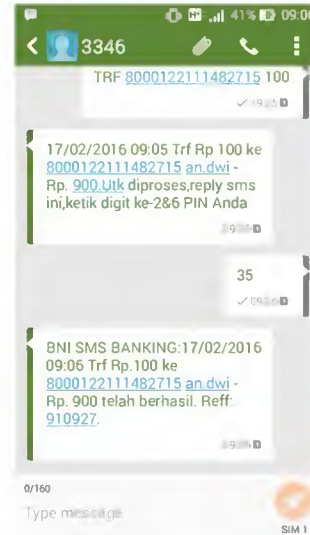 41% 09:06
3346
TRF 8000122111482715 100
17/02/2016 09:05 Trf Rp 100 ke
8000122111482715 an.dwi -
Rp. 900.Utk diproses,reply sms
ini,ketik digit ke-2&6 PIN Anda
35
BNI SMS BANKING:17/02/2016
09:06 Trf Rp.100 ke
8000122111482715 an.dwi -
Rp. 900 telah berhasil. Reff:
910927.
0/160
Type message
SIM 1